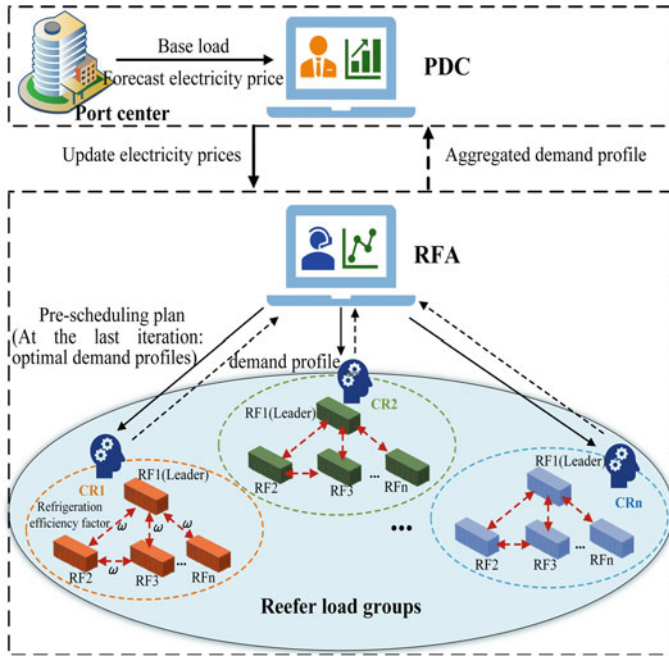 Base load
Forecast electricity price
PDC
Port center
Update electricity prices
Aggregated demand profile
RFA
Pre-scheduling plan
(At the last iteration:
optimal demand profiles)
demand profile
CR2
RF1(Leader)
RF2
RF3
...
RFn
CR1
RF1(Leader)
Refrigeration
efficiency factor
ω
ω
ω
ω
RF2
RF3
...
RFn
...
RF1(Leader)
CRn
RF2
RF3
...
RFn
Reefer load groups